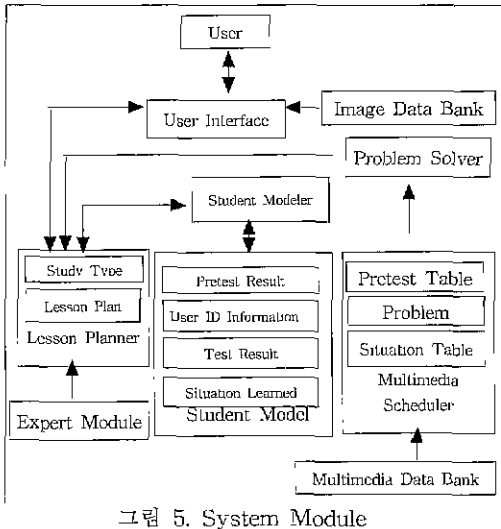 User
User Interface
Image Data Bank
Problem Solver
Student Modeler
Study Type
Lesson Plan
Lesson Planner
Pretest Result
User ID Information
Test Result
Situation Learned
Student Model
Pretest Table
Problem
Situation Table
Multimedia
Scheduler
Expert Module
Multimedia Data Bank
그림 5. System Module